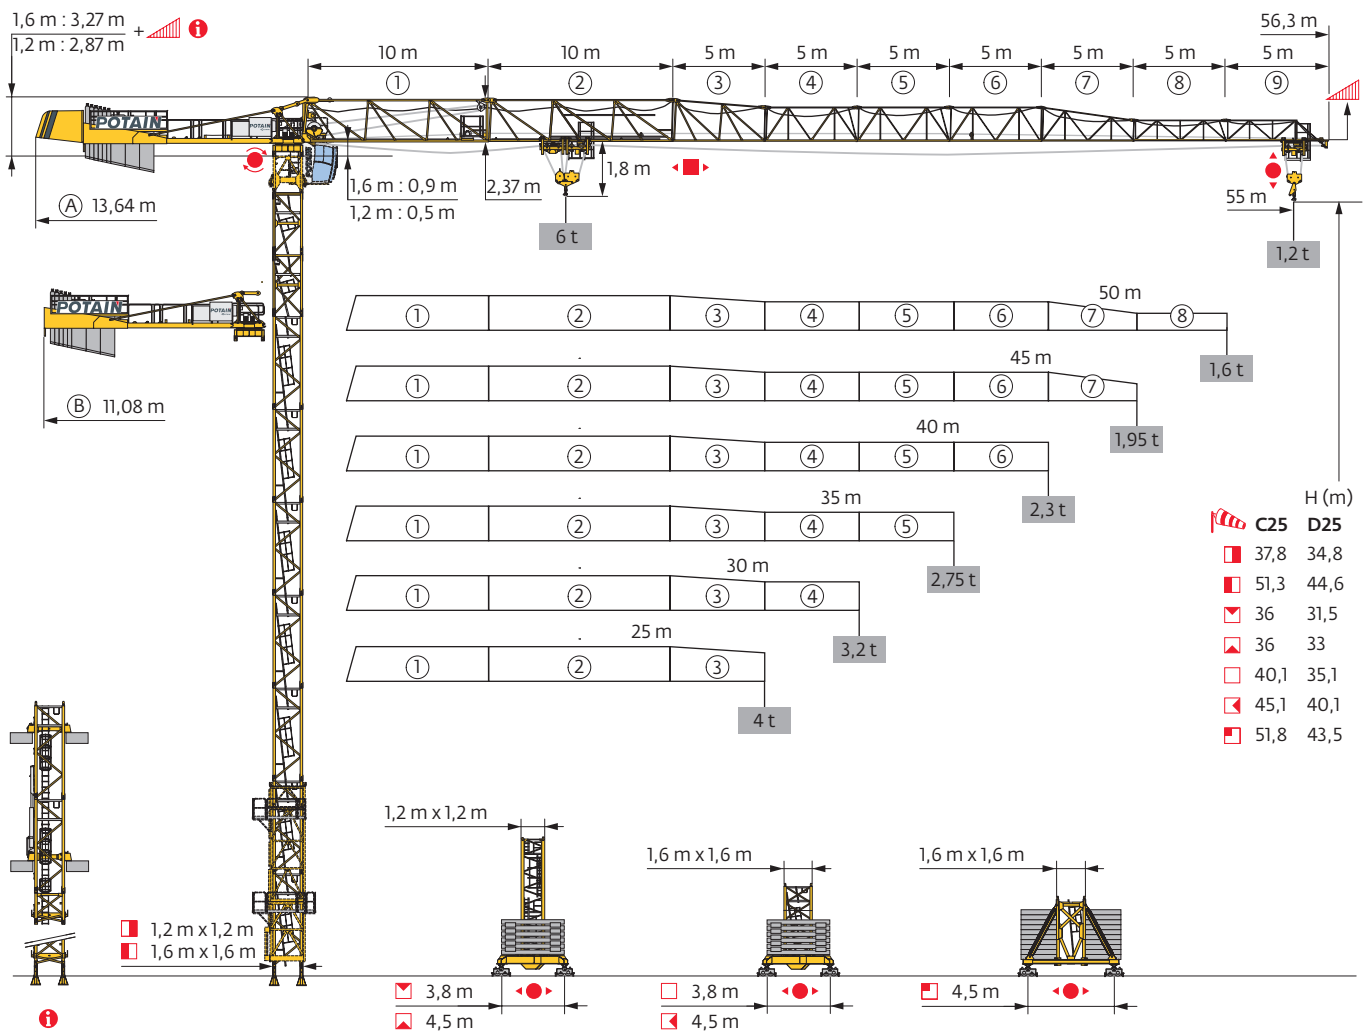 1,6 m : 3,27 m
1,2 m : 2,87 m
+
i
56,3 m
10 m 10 m 5 m 5 m 5 m 5 m 5 m 5 m 5 m
1 2 3 4 5 6 7 8 9
POTAIN
POTAIN
1,6 m : 0,9 m
1,2 m : 0,5 m
2,37 m
1,8 m
A 13,64 m
55 m
6 t
1,2 t
POTAIN
POTAIN
B 11,08 m
50 m
1 2 3 4 5 6 7 8
1,6 t
45 m
1 2 3 4 5 6 7
1,95 t
40 m
1 2 3 4 5 6
2,3 t
35 m
1 2 3 4 5
2,75 t
30 m
1 2 3 4
3,2 t
25 m
1 2 3
4 t
H (m)
C25 D25
37,8 34,8
51,3 44,6
36 31,5
36 33
40,1 35,1
45,1 40,1
51,8 43,5
1,2 m x 1,2 m
1,6 m x 1,6 m
1,6 m x 1,6 m
1,2 m x 1,2 m
1,6 m x 1,6 m
3,8 m
4,5 m
3,8 m
4,5 m
4,5 m
i